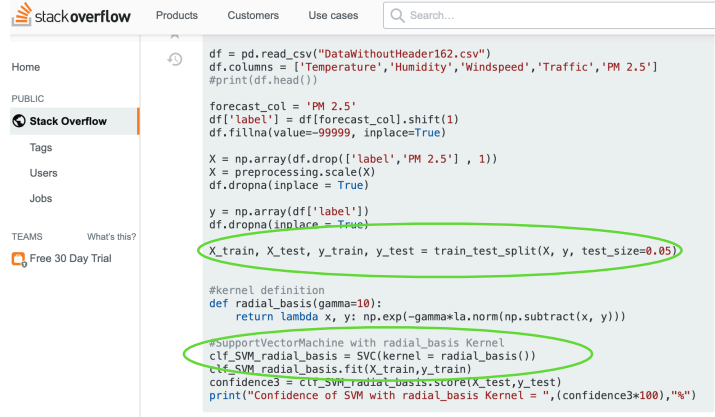 stackoverflow
Products
Customers
Use cases
Search...
Home
PUBLIC
Stack Overflow
Tags
Users
Jobs
TEAMS
What's this?
Free 30 Day Trial
df = pd.read_csv("DataWithoutHeader162.csv")
df.columns = ['Temperature','Humidity','Windspeed','Traffic','PM 2.5']
#print(df.head())
forecast_col = 'PM 2.5'
df['label'] = df[forecast_col].shift(1)
df.fillna(value=-99999, inplace=True)
X = np.array(df.drop(['label','PM 2.5'] , 1))
X = preprocessing.scale(X)
df.dropna(inplace = True)
y = np.array(df['label'])
df.dropna(inplace = True)
X_train, X_test, y_train, y_test = train_test_split(X, y, test_size=0.05)
#kernel definition
def radial_basis(gamma=10):
    return lambda x, y: np.exp(-gamma*la.norm(np.subtract(x, y)))
#SupportVectorMachine with radial_basis Kernel
clf_SVM_radial_basis = SVC(kernel = radial_basis())
clf_SVM_radial_basis.fit(X_train,y_train)
confidence3 = clf_SVM_radial_basis.score(X_test,y_test)
print("Confidence of SVM with radial_basis Kernel = ",(confidence3*100),"%")